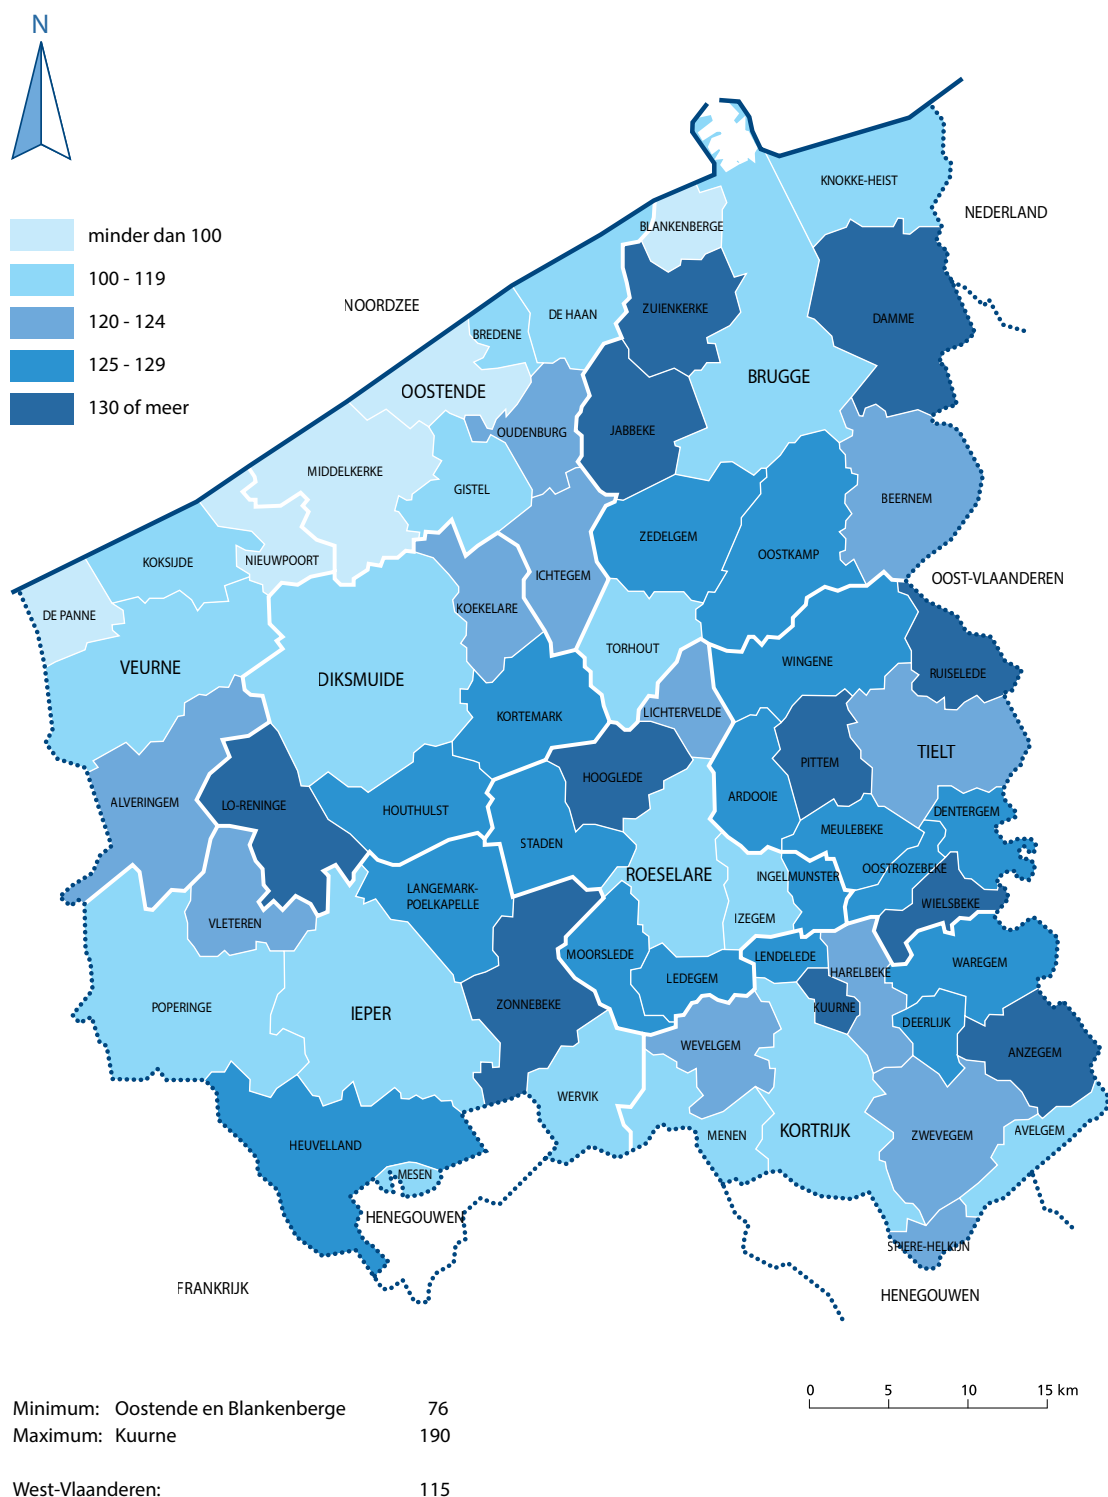 N
KNOKKE-HEIST
NEDERLAND
BLANKENBERGE
minder dan 100
100 - 119
120 - 124
125 - 129
130 of meer
NOORDZEE
DE HAAN
ZUIENKERKE
DAMME
BREDENE
BRUGGE
OOSTENDE
OUDENBURG
JABBEKE
MIDDELKERKE
GISTEL
BEERNEM
ZEDELGEM
OOSTKAMP
KOKSIJDE
NIEUWPOORT
ICHTEGEM
OOST-VLAANDEREN
DE PANNE
KOEKELARE
TORHOUT
WINGENE
VEURNE
DIKSMUIDE
RUISELEDE
LICHTERVELDE
KORTEMARK
TIELT
PITTEM
HOOGLEDE
ARDOOIE
ALVERINGEM
LO-RENINGE
HOUTHULST
DENTERGEM
MEULEBEKE
STADEN
OOSTROZEBEKE
ROESELARE
INGELMUNSTER
LANGEMARK-
POELKAPELLE
WIELSBEKE
VLETEREN
IZEGEM
MOORSLEDE
LENDELEDE
WAREGEM
HARELBEKE
LEDEGEM
POPERINGE
IEPER
ZONNEBEKE
KUURNE
DEERLIJK
WEVELGEM
ANZEGEM
WERVIK
KORTRIJK
AVELGEM
MENEN
ZWEVEGEM
HEUVELLAND
MESEN
HENEGOUWEN
SPIERE-HELKIJN
FRANKRIJK
HENEGOUWEN
0 5 10 15 km
Minimum: Oostende en Blankenberge 76
Maximum: Kuurne 190
West-Vlaanderen: 115